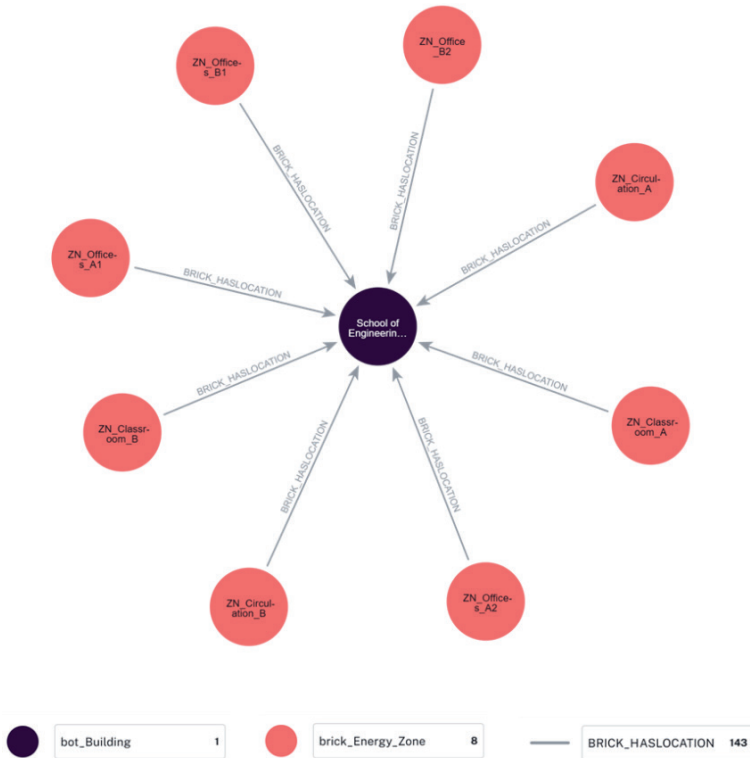 ZN_Office-
s_B1
ZN_Office
_B2
BRICK_HASLOCATION
BRICK_HASLOCATION
ZN_Circul-
ation_A
BRICK_HASLOCATION
ZN_Office-
s_A1
BRICK_HASLOCATION
School of
Engineerin...
BRICK_HASLOCATION
BRICK_HASLOCATION
ZN_Classr-
oom_B
ZN_Classr-
oom_A
BRICK_HASLOCATION
BRICK_HASLOCATION
ZN_Circul-
ation_B
ZN_Office-
s_A2
bot_Building 1
brick_Energy_Zone 8
BRICK_HASLOCATION 143